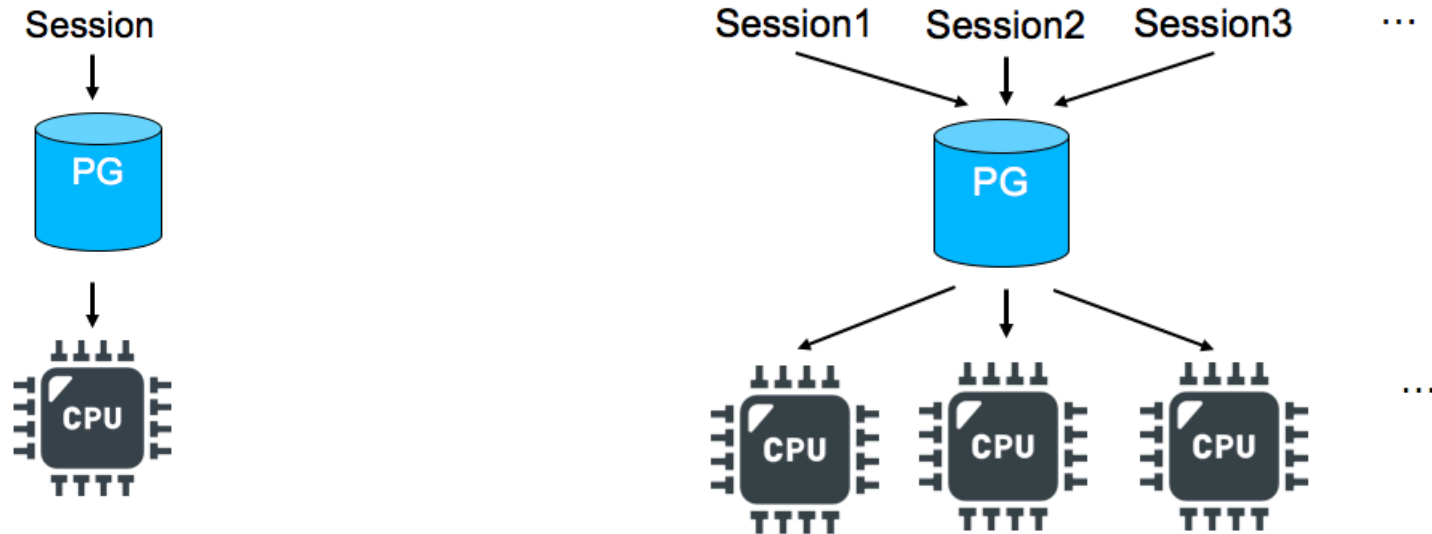 Session
PG
CPU
Session1 Session2 Session3 ...
PG
CPU CPU CPU ...